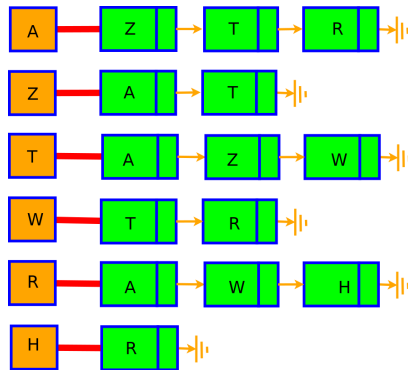 A Z T R
Z A T
T A Z W
W T R
R A W H
H R